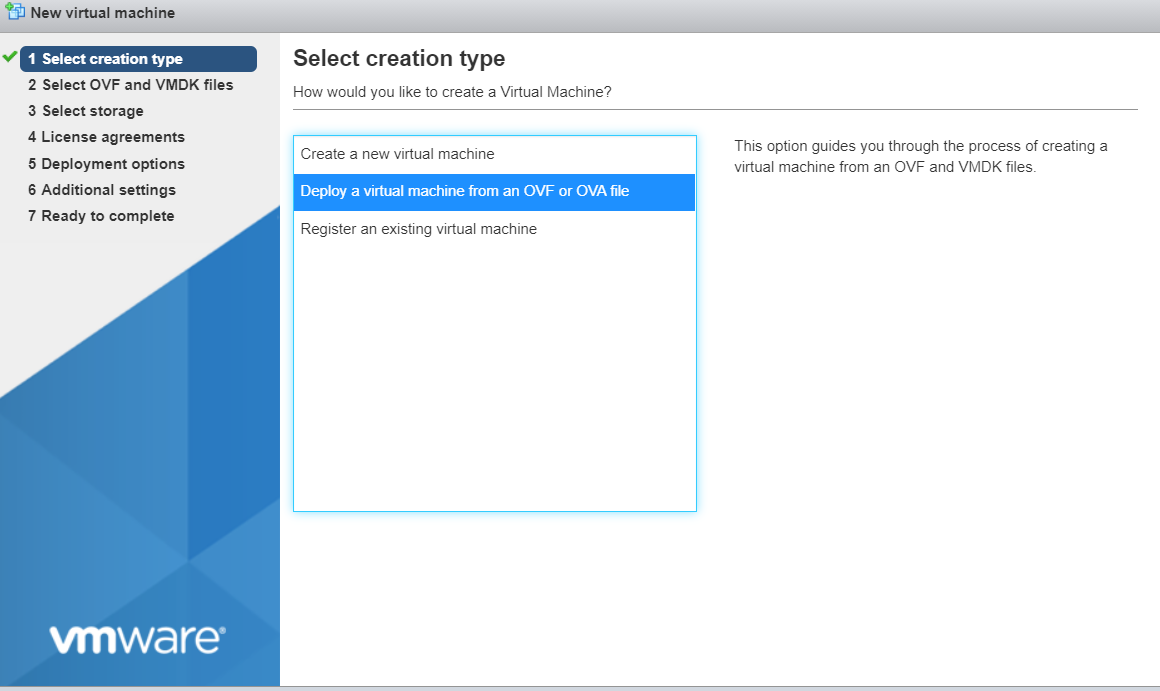 New virtual machine
1 Select creation type
2 Select OVF and VMDK files
3 Select storage
4 License agreements
5 Deployment options
6 Additional settings
7 Ready to complete
vmware®
Select creation type
How would you like to create a Virtual Machine?
Create a new virtual machine
Deploy a virtual machine from an OVF or OVA file
Register an existing virtual machine
This option guides you through the process of creating a
virtual machine from an OVF and VMDK files.